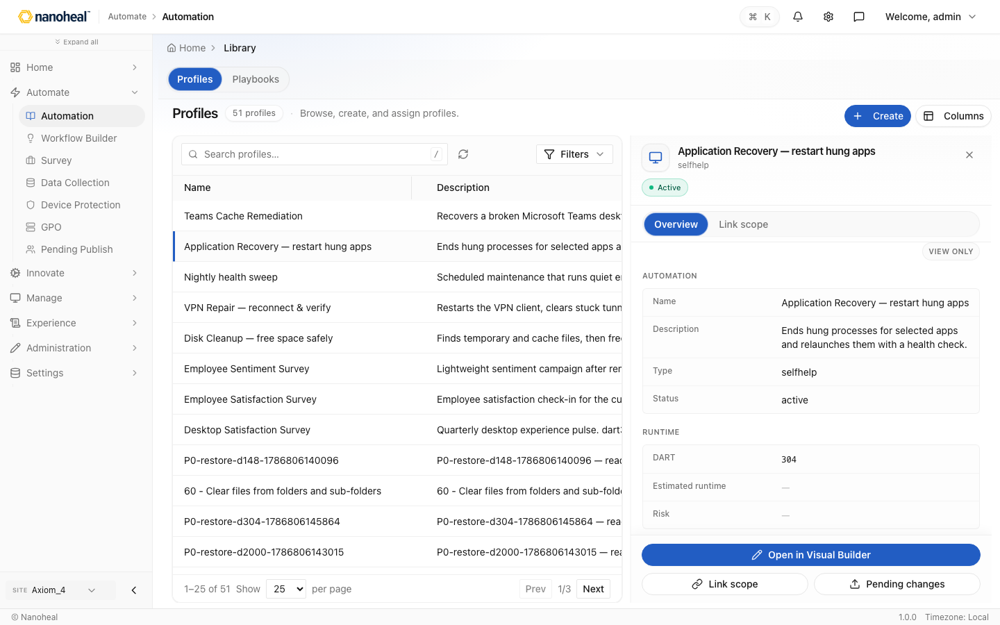 nanoheal™
Automate > Automation
⌘ K
Welcome, admin
Expand all
Home
Automate
Automation
Workflow Builder
Survey
Data Collection
Device Protection
GPO
Pending Publish
Innovate
Manage
Experience
Administration
Settings
SITE Axiom_4
Home > Library
Profiles
Playbooks
Profiles
51 profiles
· Browse, create, and assign profiles.
Create
Columns
Search profiles...
/
Filters
Name Description
Teams Cache Remediation Recovers a broken Microsoft Teams desk
Application Recovery — restart hung apps Ends hung processes for selected apps a
Nightly health sweep Scheduled maintenance that runs quiet e
VPN Repair — reconnect & verify Restarts the VPN client, clears stuck tunn
Disk Cleanup — free space safely Finds temporary and cache files, then fre
Employee Sentiment Survey Lightweight sentiment campaign after re
Employee Satisfaction Survey Employee satisfaction check-in for the cu
Desktop Satisfaction Survey Quarterly desktop experience pulse. dart
P0-restore-d148-1786806140096 P0-restore-d148-1786806140096 — rea
60 - Clear files from folders and sub-folders 60 - Clear files from folders and sub-fold
P0-restore-d304-1786806145864 P0-restore-d304-1786806145864 — rea
P0-restore-d2000-1786806143015 P0-restore-d2000-1786806143015 — rea
1–25 of 51 Show 25 per page
Prev 1/3 Next
Application Recovery — restart hung apps
selfhelp
Active
Overview
Link scope
VIEW ONLY
AUTOMATION
Name Application Recovery — restart hung apps
Description Ends hung processes for selected apps
and relaunches them with a health check.
Type selfhelp
Status active
RUNTIME
DART 304
Estimated runtime —
Risk —
Open in Visual Builder
Link scope
Pending changes
© Nanoheal
1.0.0 Timezone: Local